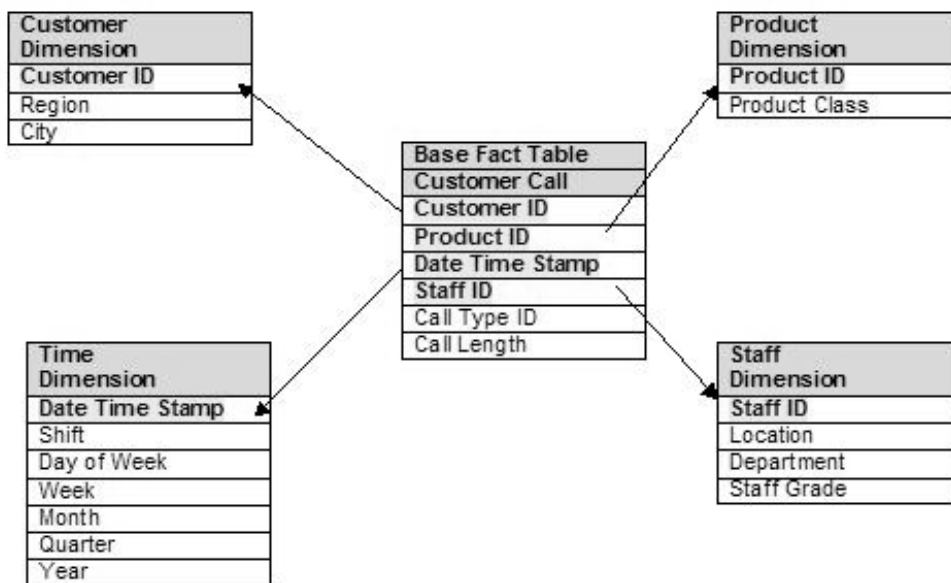 Customer
Dimension
Customer ID
Region
City
Product
Dimension
Product ID
Product Class
Base Fact Table
Customer Call
Customer ID
Product ID
Date Time Stamp
Staff ID
Call Type ID
Call Length
Time
Dimension
Date Time Stamp
Shift
Day of Week
Week
Month
Quarter
Year
Staff
Dimension
Staff ID
Location
Department
Staff Grade